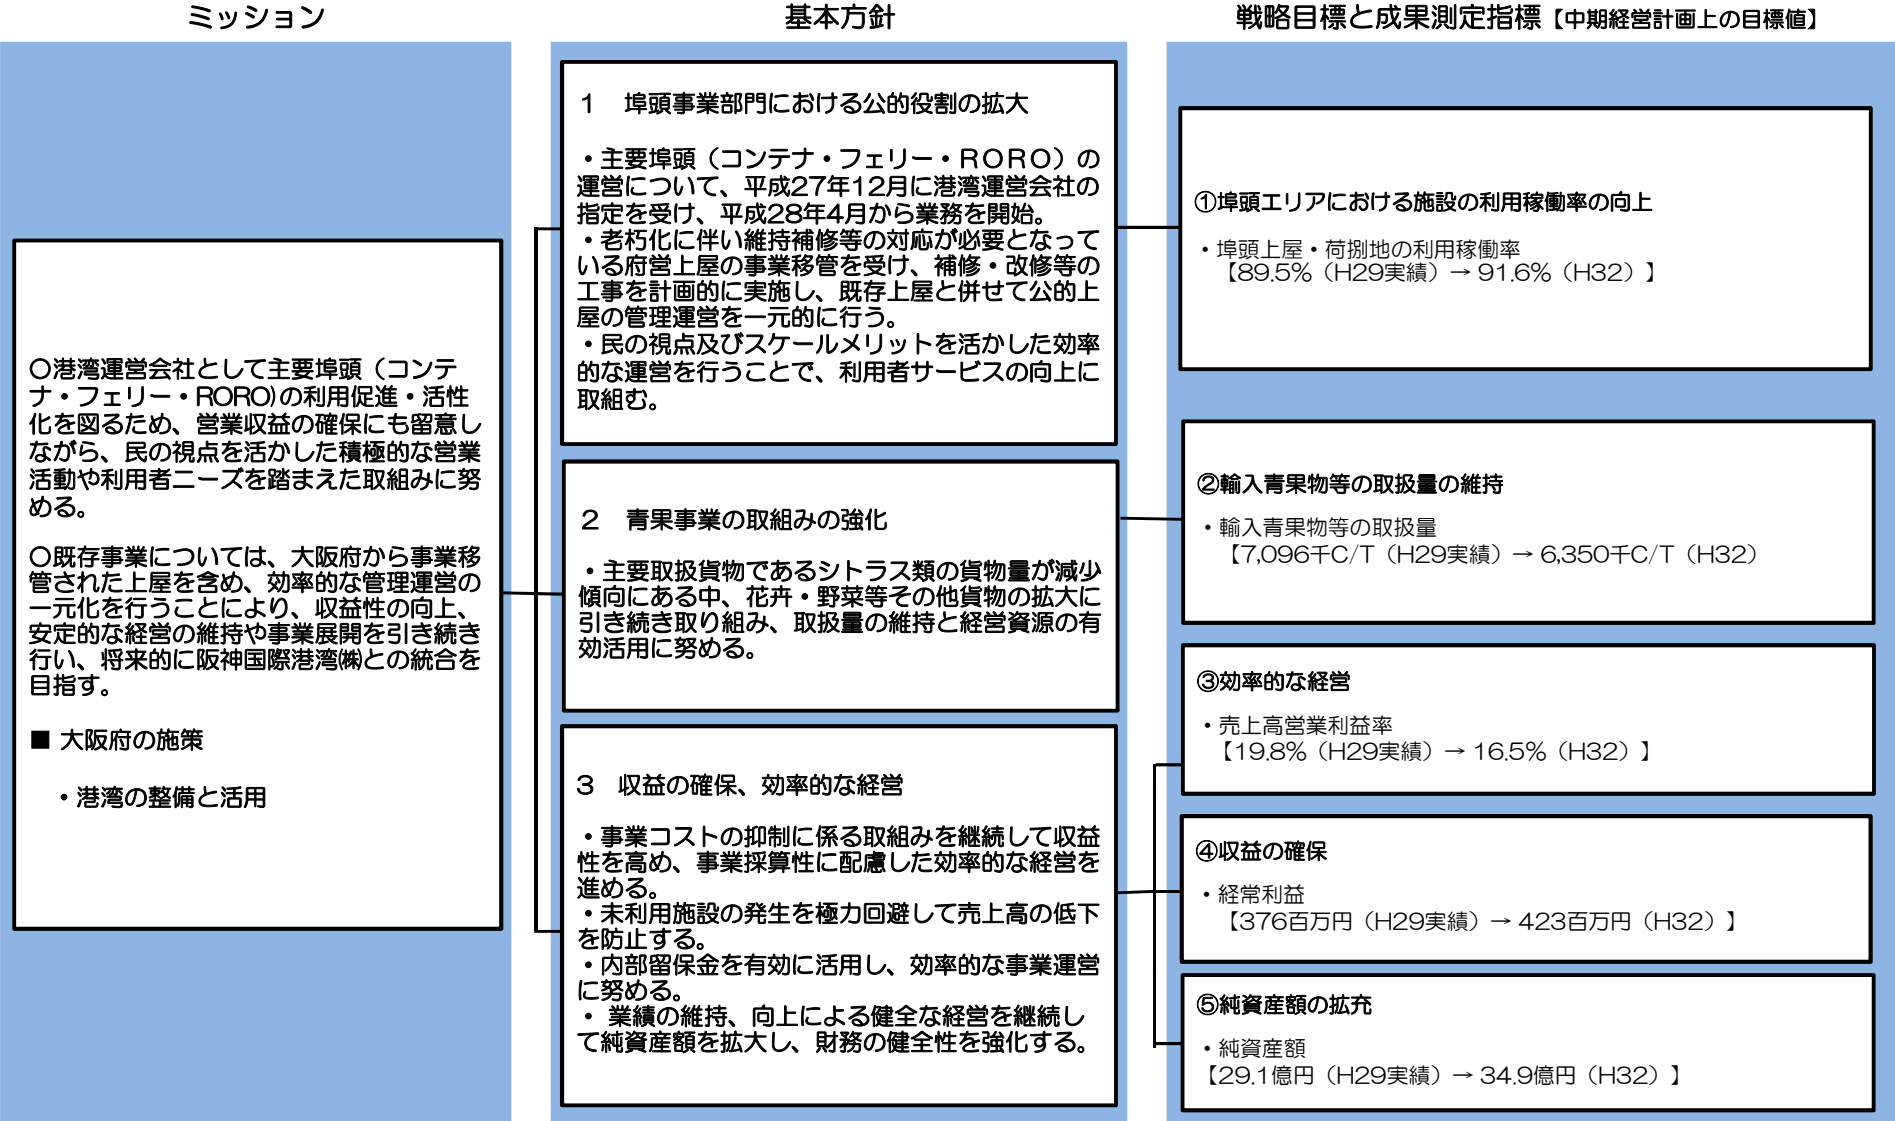 ミッション
〇港湾運営会社として主要埠頭（コンテ
ナ・フェリー・RORO)の利用促進・活性
化を図るため、営業収益の確保にも留意し
ながら、民の視点を活かした積極的な営業
活動や利用者ニーズを踏まえた取組みに努
める。
〇既存事業については、大阪府から事業移
管された上屋を含め、効率的な管理運営の
一元化を行うことにより、収益性の向上、
安定的な経営の維持や事業展開を引き続き
行い、将来的に阪神国際港湾㈱との統合を
目指す。
■ 大阪府の施策
・港湾の整備と活用
基本方針
１　埠頭事業部門における公的役割の拡大
・主要埠頭（コンテナ・フェリー・ＲＯＲＯ）の
運営について、平成27年12月に港湾運営会社の
指定を受け、平成28年4月から業務を開始。
・老朽化に伴い維持補修等の対応が必要となって
いる府営上屋の事業移管を受け、補修・改修等の
工事を計画的に実施し、既存上屋と併せて公的上
屋の管理運営を一元的に行う。
・民の視点及びスケールメリットを活かした効率
的な運営を行うことで、利用者サービスの向上に
取組む。
２　青果事業の取組みの強化
・主要取扱貨物であるシトラス類の貨物量が減少
傾向にある中、花卉・野菜等その他貨物の拡大に
引き続き取り組み、取扱量の維持と経営資源の有
効活用に努める。
３　収益の確保、効率的な経営
・事業コストの抑制に係る取組みを継続して収益
性を高め、事業採算性に配慮した効率的な経営を
進める。
・未利用施設の発生を極力回避して売上高の低下
を防止する。
・内部留保金を有効に活用し、効率的な事業運営
に努める。
・ 業績の維持、向上による健全な経営を継続し
て純資産額を拡大し、財務の健全性を強化する。
戦略目標と成果測定指標【中期経営計画上の目標値】
①埠頭エリアにおける施設の利用稼働率の向上
・埠頭上屋・荷捌地の利用稼働率
【89.5%（H29実績）→ 91.6%（H32）】
②輸入青果物等の取扱量の維持
・輸入青果物等の取扱量
【7,096千C/T（H29実績）→ 6,350千C/T（H32）
③効率的な経営
・売上高営業利益率
【19.8%（H29実績）→ 16.5%（H32）】
④収益の確保
・経常利益
【376百万円（H29実績）→ 423百万円（H32）】
⑤純資産額の拡充
・純資産額
【29.1億円（H29実績）→ 34.9億円（H32）】